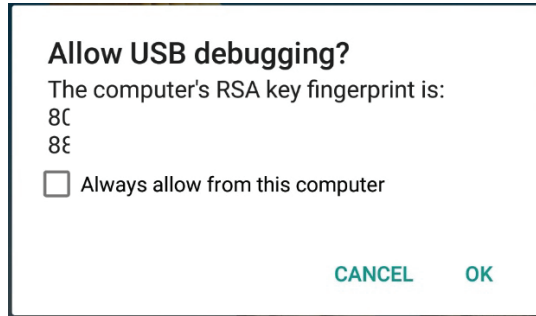 Allow USB debugging?
The computer's RSA key fingerprint is:
Always allow from this computer
CANCEL OK